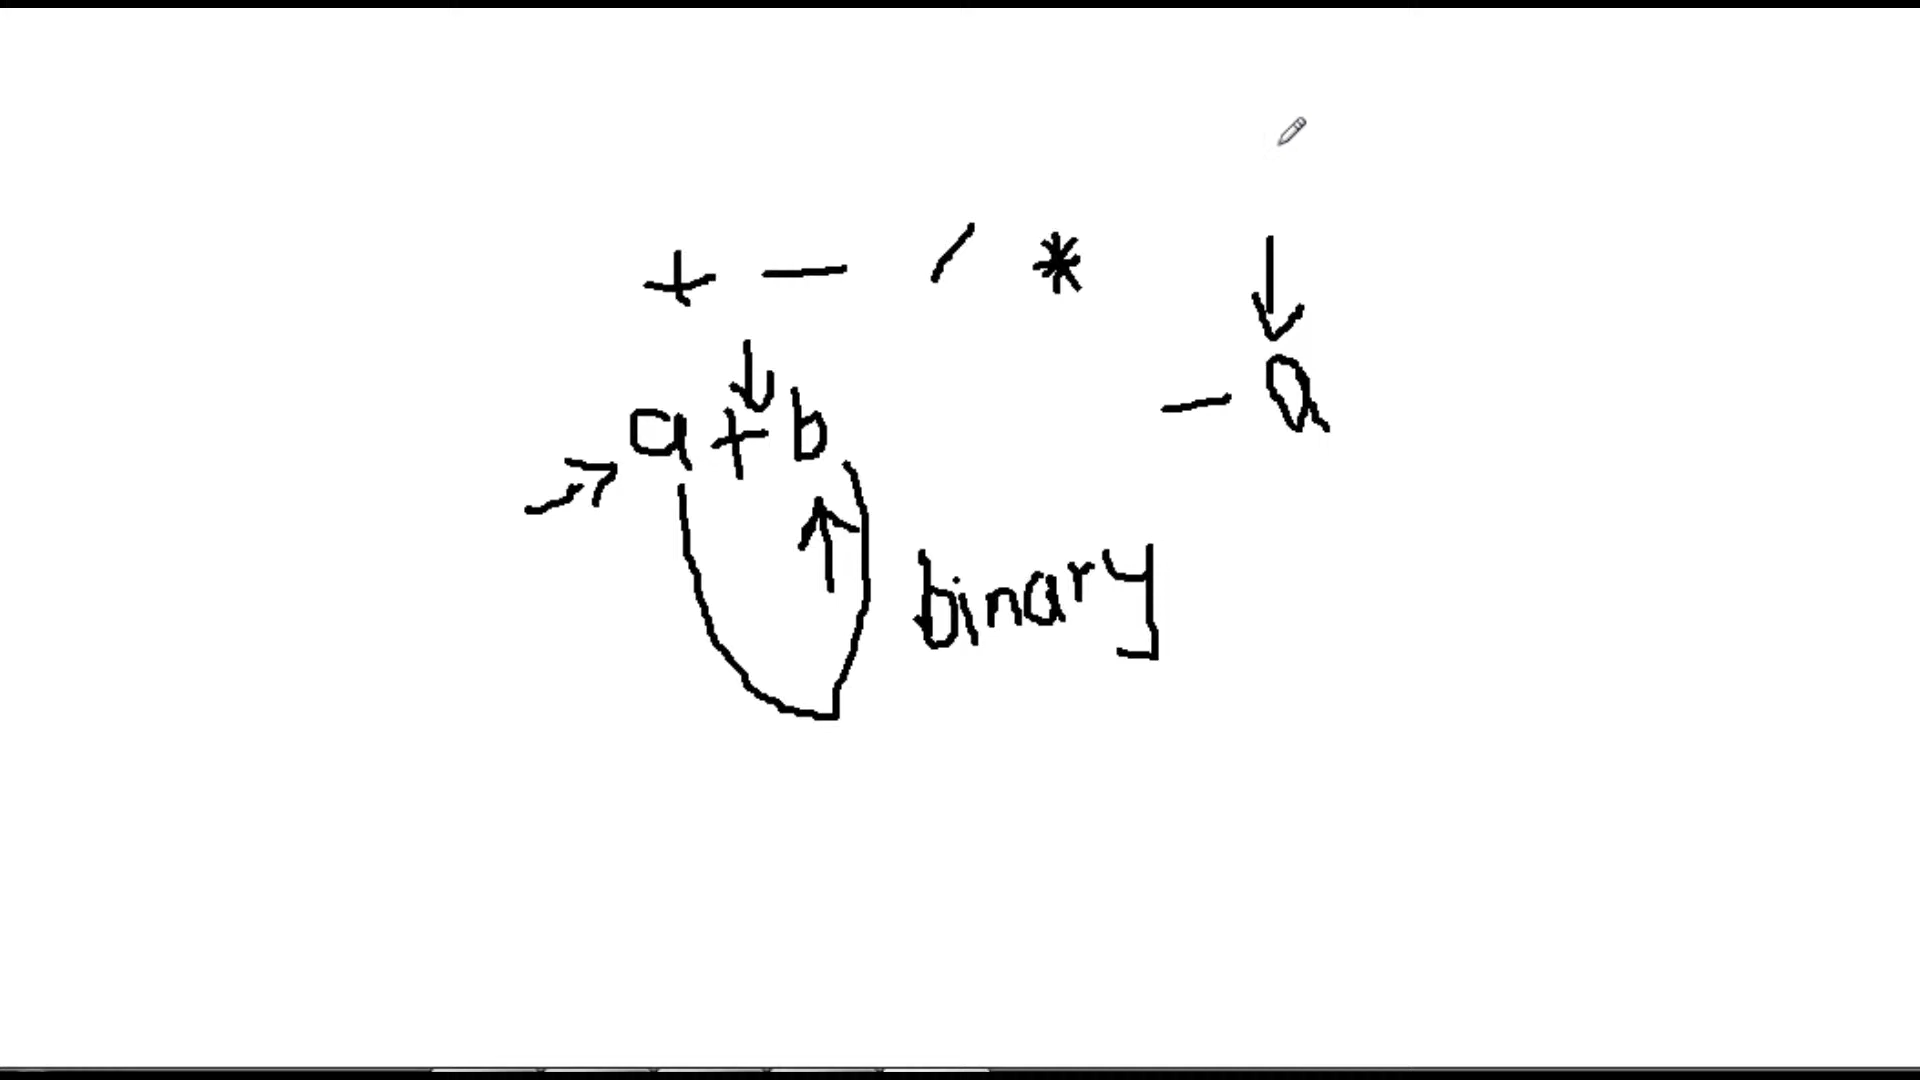 + — / *
a + b
— a
binary